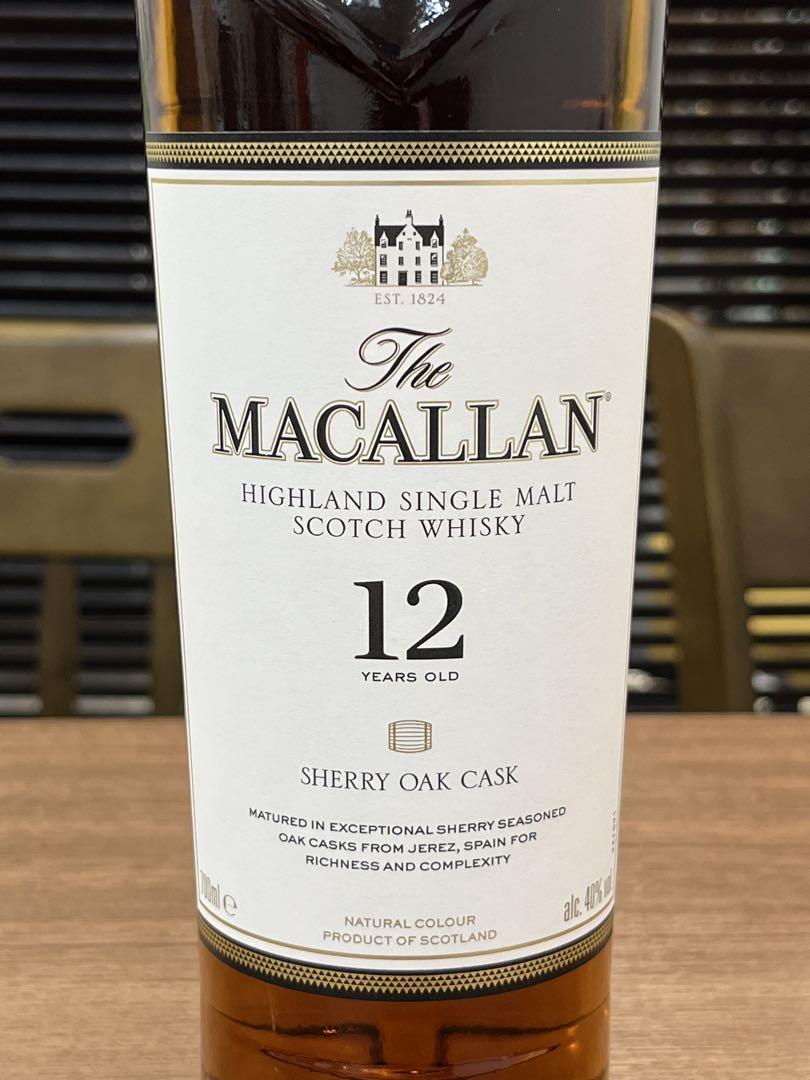 EST. 1824
The
MACALLAN®
HIGHLAND SINGLE MALT
SCOTCH WHISKY
12
YEARS OLD
SHERRY OAK CASK
MATURED IN EXCEPTIONAL SHERRY SEASONED
OAK CASKS FROM JEREZ, SPAIN FOR
RICHNESS AND COMPLEXITY
700ml e
alc. 40% vol
NATURAL COLOUR
PRODUCT OF SCOTLAND